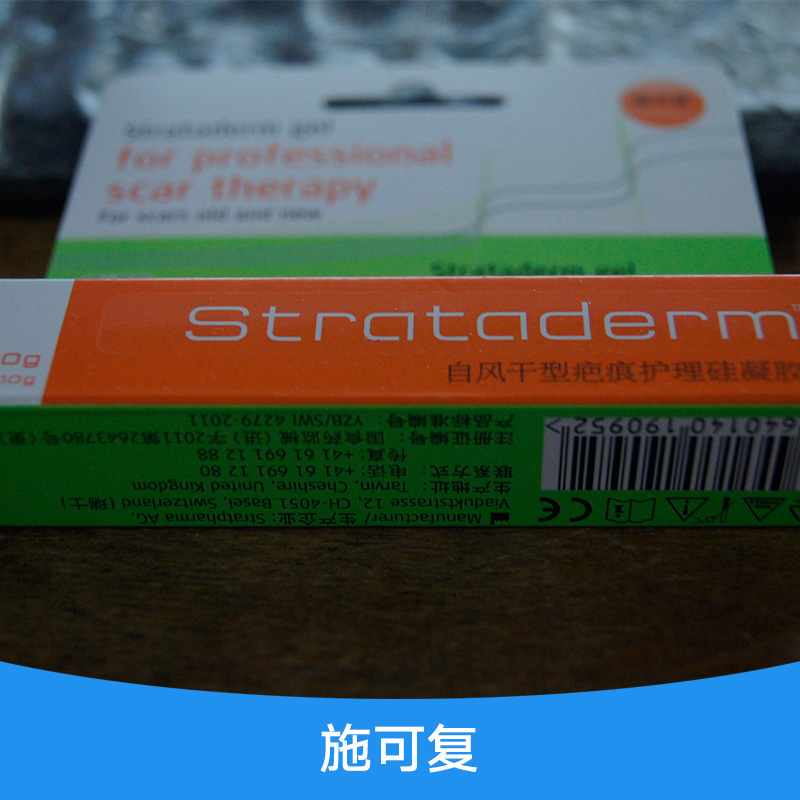 Strataderm gel
for professional
scar therapy
For scars old and new
Strataderm gel
Strataderm
自风干型疤痕护理硅凝胶
0g
10g
Manufacturer/ 生产企业: Stratpharma AG,
Viaduktstrasse 12, CH-4051 Basel, Switzerland (瑞士)
生产地址: Tarvin, Cheshire, United Kingdom
联系方式: 电话: +41 61 691 12 80
传真: +41 61 691 12 88
注册证编号: 国食药监械(进)字2011第2643780号(更)
产品标准编号: YZB/SWI 4279-2011
640140 190952>
25°C
施可复